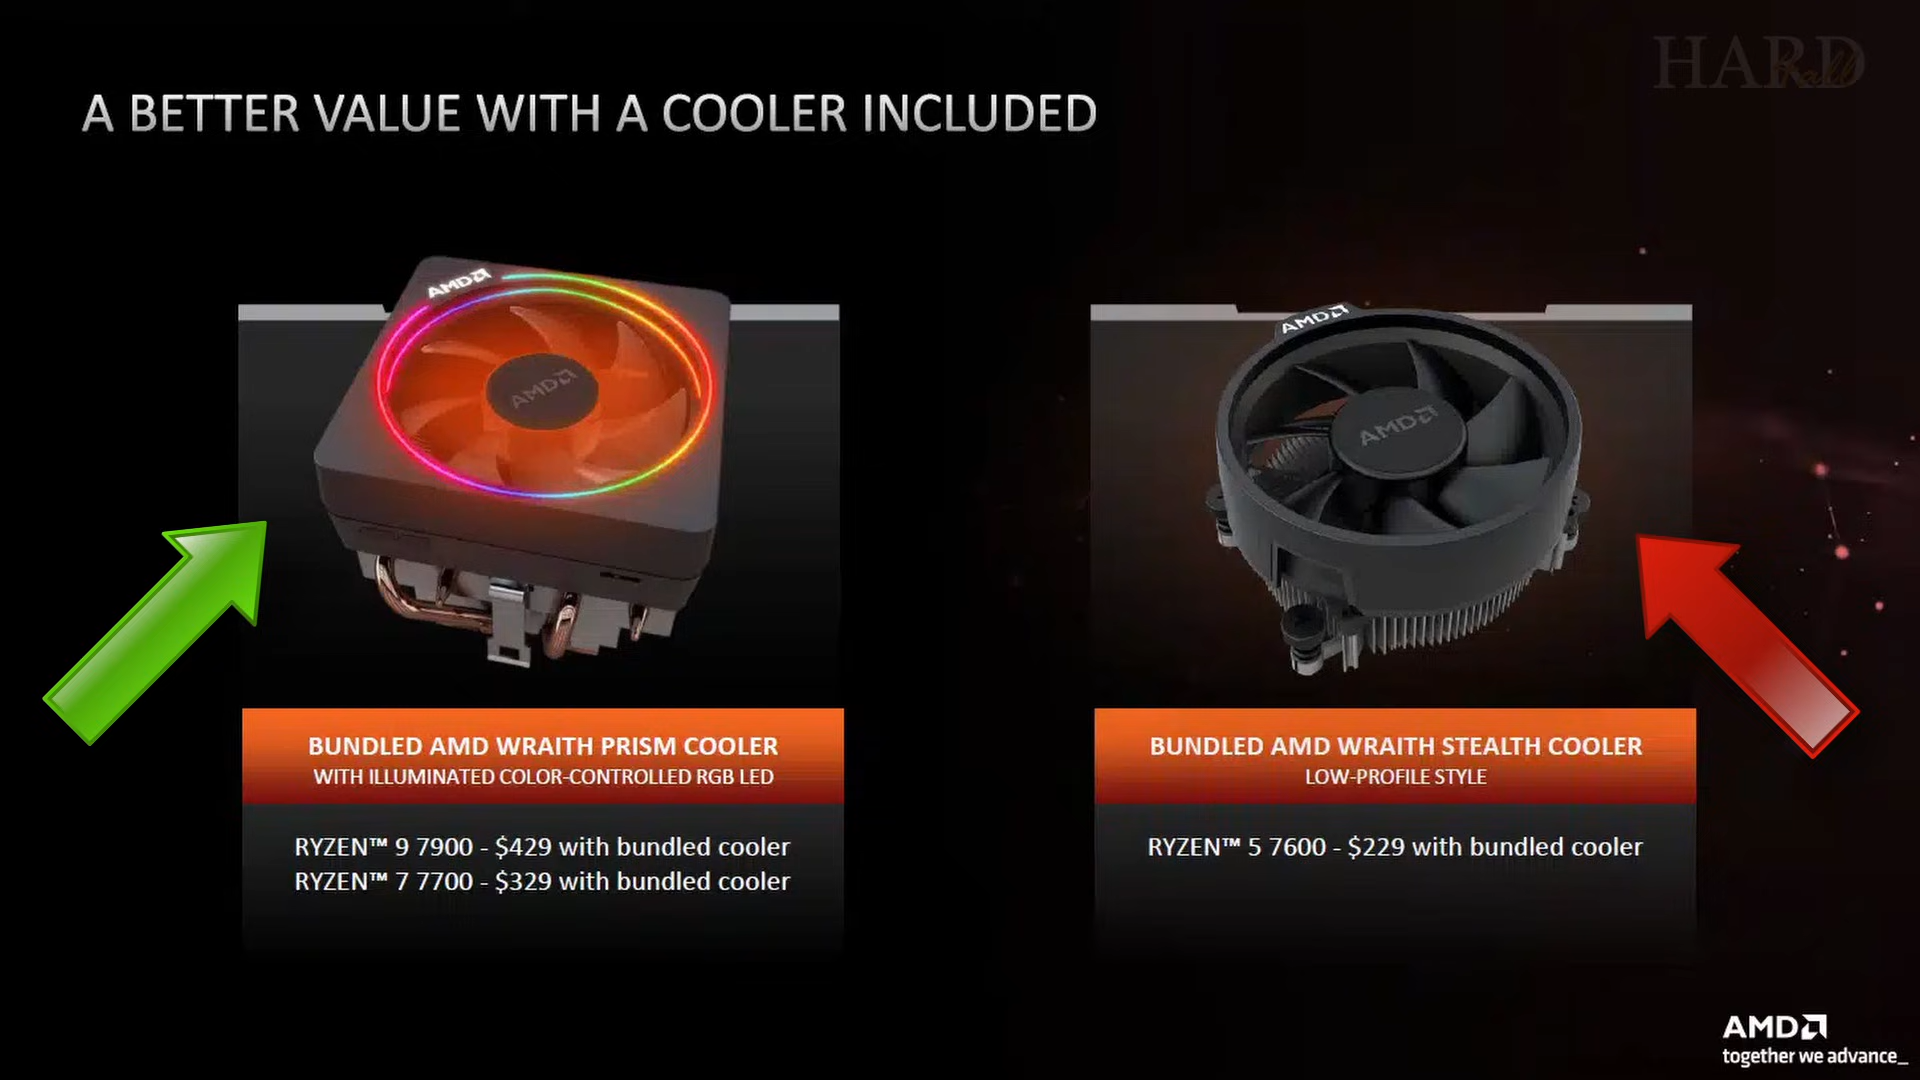 HARD
hall
A BETTER VALUE WITH A COOLER INCLUDED
AMD
AMD
AMD
AMD
BUNDLED AMD WRAITH PRISM COOLER
WITH ILLUMINATED COLOR-CONTROLLED RGB LED
RYZEN™ 9 7900 - $429 with bundled cooler
RYZEN™ 7 7700 - $329 with bundled cooler
BUNDLED AMD WRAITH STEALTH COOLER
LOW-PROFILE STYLE
RYZEN™ 5 7600 - $229 with bundled cooler
AMD
together we advance_